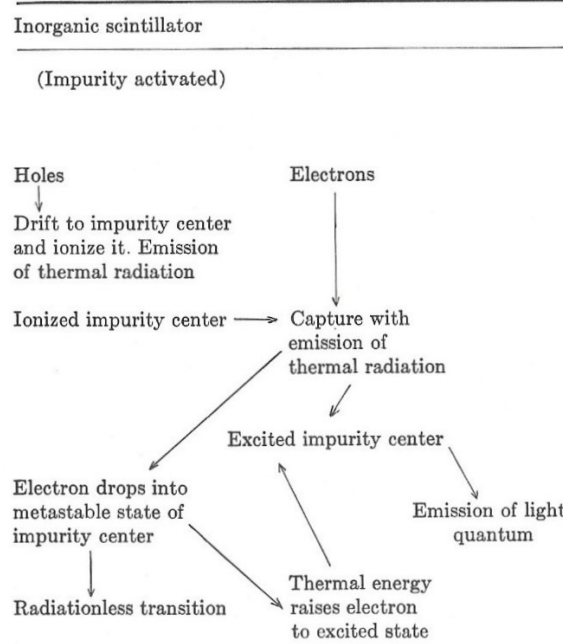 Inorganic scintillator
(Impurity activated)
Holes
Electrons
Drift to impurity center
and ionize it. Emission
of thermal radiation
Ionized impurity center
Capture with
emission of
thermal radiation
Excited impurity center
Electron drops into
metastable state of
impurity center
Emission of light
quantum
Radiationless transition
Thermal energy
raises electron
to excited state